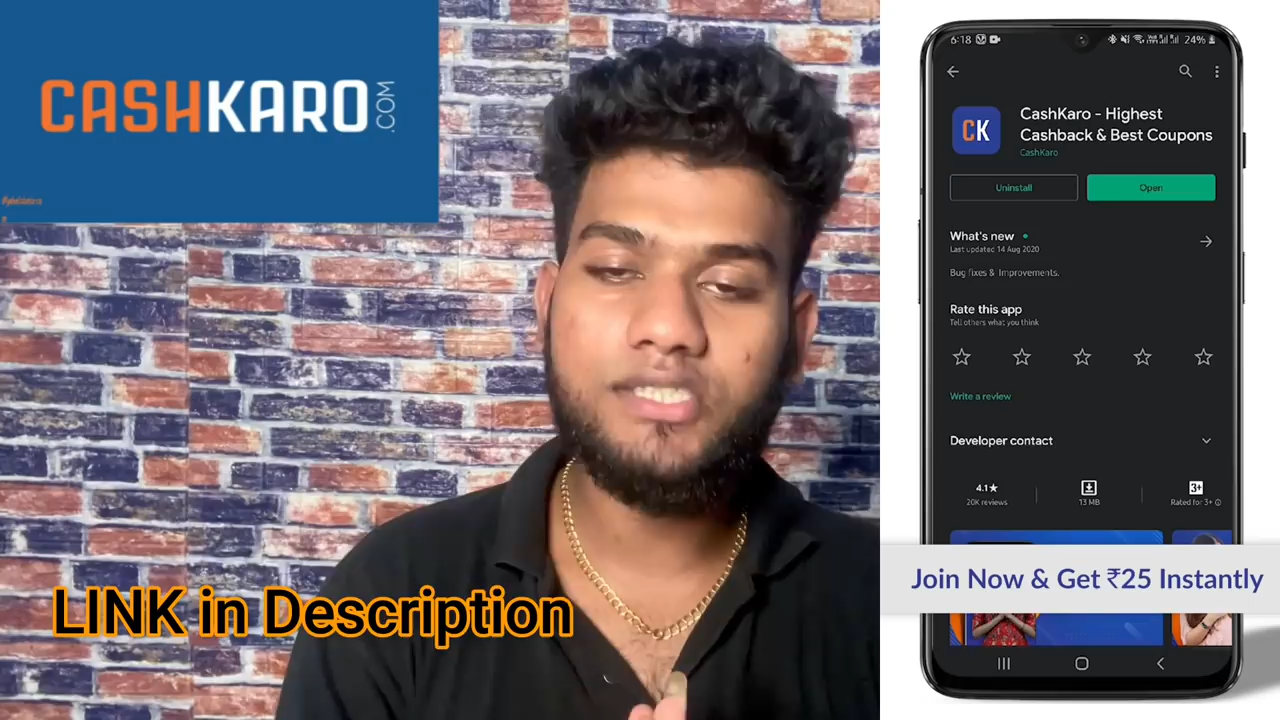 CASHKARO.COM
LINK in Description
6:18
24%
CK
CashKaro - Highest
Cashback & Best Coupons
CashKaro
Uninstall
Open
What's new
Last updated 14 Aug 2020
Bug fixes & Improvements.
Rate this app
Tell others what you think
Write a review
Developer contact
4.1★
20K reviews
13 MB
3+
Rated for 3+
Join Now & Get ₹25 Instantly